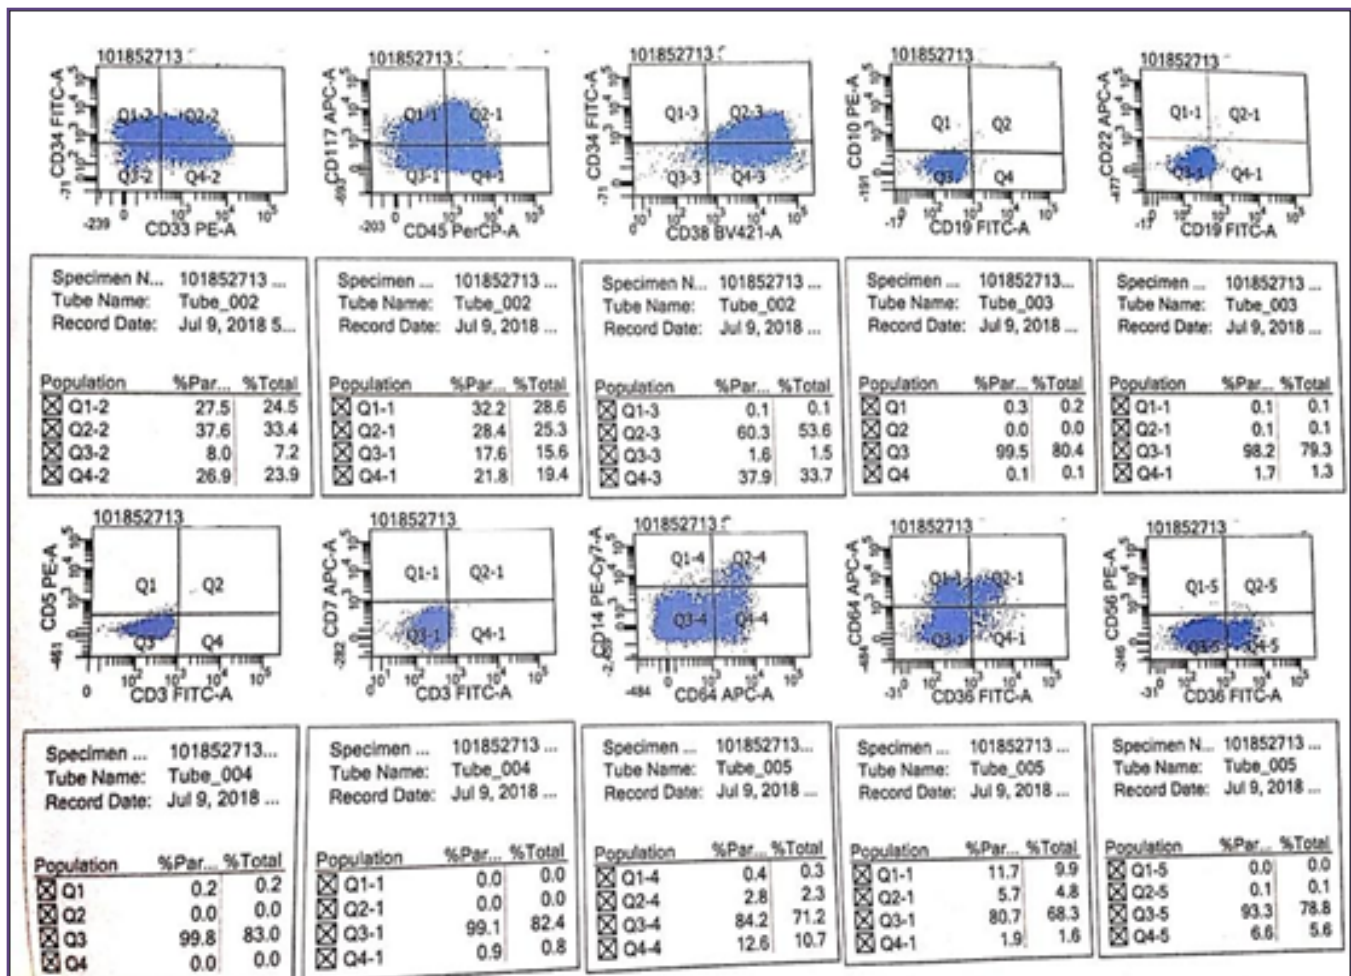 101852713
CD34 FITC-A
Q1-2 Q2-2
Q3-2 Q4-2
CD33 PE-A
101852713
CD117 APC-A
Q1-1 Q2-1
Q3-1 Q4-1
CD45 PerCP-A
101852713
CD34 FITC-A
Q1-3 Q2-3
Q3-3 Q4-3
CD38 BV421-A
101852713
CD10 PE-A
Q1 Q2
Q3 Q4
CD19 FITC-A
101852713
CD22 APC-A
Q1-1 Q2-1
Q3-1 Q4-1
CD19 FITC-A
Specimen N... 101852713 ...
Tube Name: Tube_002
Record Date: Jul 9, 2018 5...
Population %Par... %Total
Q1-2 27.5 24.5
Q2-2 37.6 33.4
Q3-2 8.0 7.2
Q4-2 26.9 23.9
Specimen ... 101852713 ...
Tube Name: Tube_002
Record Date: Jul 9, 2018 ...
Population %Par... %Total
Q1-1 32.2 28.6
Q2-1 28.4 25.3
Q3-1 17.6 15.6
Q4-1 21.8 19.4
Specimen N... 101852713 ...
Tube Name: Tube_002
Record Date: Jul 9, 2018 ...
Population %Par... %Total
Q1-3 0.1 0.1
Q2-3 60.3 53.6
Q3-3 1.6 1.5
Q4-3 37.9 33.7
Specimen ... 101852713 ...
Tube Name: Tube_003
Record Date: Jul 9, 2018 ...
Population %Par... %Total
Q1 0.3 0.2
Q2 0.0 0.0
Q3 99.5 80.4
Q4 0.1 0.1
Specimen ... 101852713 ...
Tube Name: Tube_003
Record Date: Jul 9, 2018 ...
Population %Par... %Total
Q1-1 0.1 0.1
Q2-1 0.1 0.1
Q3-1 98.2 79.3
Q4-1 1.7 1.3
101852713
CD5 PE-A
Q1 Q2
Q3 Q4
CD3 FITC-A
101852713
CD7 APC-A
Q1-1 Q2-1
Q3-1 Q4-1
CD3 FITC-A
101852713
CD14 PE-Cy7-A
Q1-4 Q2-4
Q3-4 Q4-4
CD64 APC-A
101852713
CD64 APC-A
Q1-1 Q2-1
Q3-1 Q4-1
CD36 FITC-A
101852713
CD56 PE-A
Q1-5 Q2-5
Q3-5 Q4-5
CD36 FITC-A
Specimen ... 101852713...
Tube Name: Tube_004
Record Date: Jul 9, 2018 ...
Population %Par... %Total
Q1 0.2 0.2
Q2 0.0 0.0
Q3 99.8 83.0
Q4 0.0 0.0
Specimen ... 101852713 ...
Tube Name: Tube_004
Record Date: Jul 9, 2018 ...
Population %Par... %Total
Q1-1 0.0 0.0
Q2-1 0.0 0.0
Q3-1 99.1 82.4
Q4-1 0.9 0.8
Specimen ... 101852713 ...
Tube Name: Tube_005
Record Date: Jul 9, 2018 ...
Population %Par... %Total
Q1-4 0.4 0.3
Q2-4 2.8 2.3
Q3-4 84.2 71.2
Q4-4 12.6 10.7
Specimen ... 101852713 ...
Tube Name: Tube_005
Record Date: Jul 9, 2018 ...
Population %Par... %Total
Q1-1 11.7 9.9
Q2-1 5.7 4.8
Q3-1 80.7 68.3
Q4-1 1.9 1.6
Specimen N... 101852713 ...
Tube Name: Tube_005
Record Date: Jul 9, 2018 ...
Population %Par... %Total
Q1-5 0.0 0.0
Q2-5 0.1 0.1
Q3-5 93.3 78.8
Q4-5 6.6 5.6